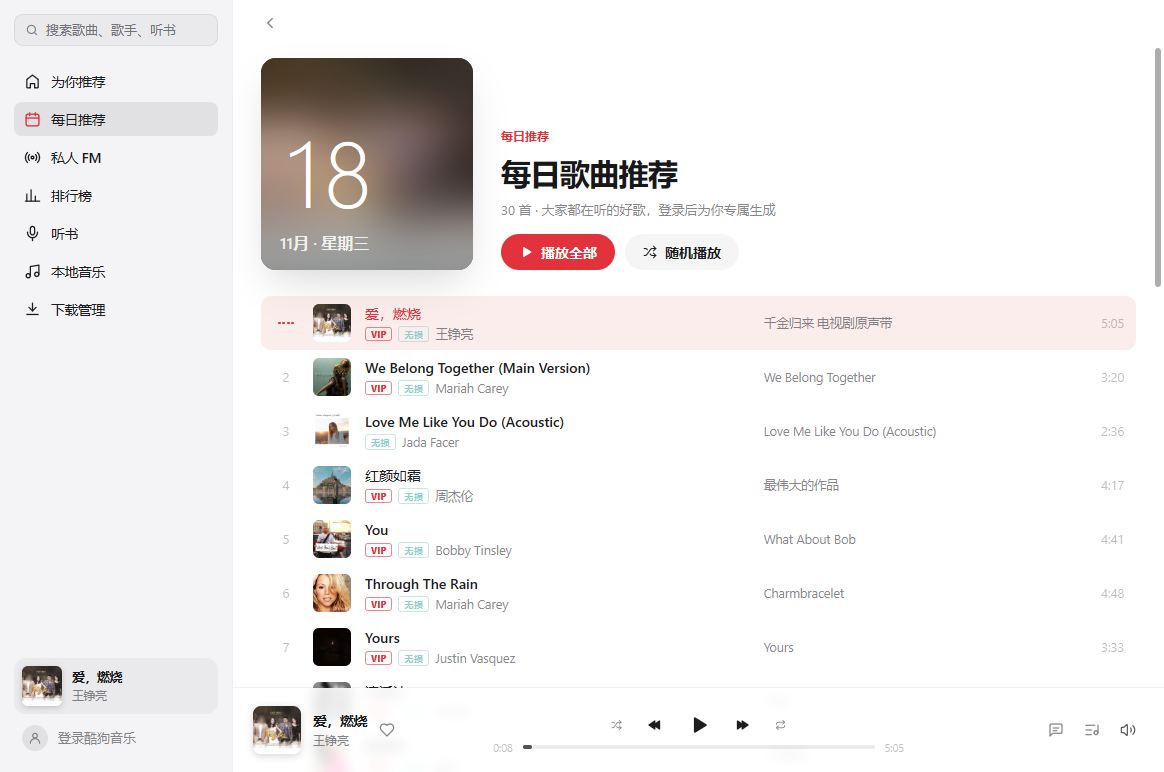 搜索歌曲、歌手、听书
为你推荐
每日推荐
私人 FM
排行榜
听书
本地音乐
下载管理
爱，燃烧
王铮亮
登录酷狗音乐
18
11月 · 星期三
每日推荐
每日歌曲推荐
30 首 · 大家都在听的好歌，登录后为你专属生成
播放全部
随机播放
爱，燃烧
VIP 无损 王铮亮
千金归来 电视剧原声带
5:05
2
We Belong Together (Main Version)
VIP 无损 Mariah Carey
We Belong Together
3:20
3
Love Me Like You Do (Acoustic)
无损 Jada Facer
Love Me Like You Do (Acoustic)
2:36
4
红颜如霜
VIP 无损 周杰伦
最伟大的作品
4:17
5
You
VIP 无损 Bobby Tinsley
What About Bob
4:41
6
Through The Rain
VIP 无损 Mariah Carey
Charmbracelet
4:48
7
Yours
VIP 无损 Justin Vasquez
Yours
3:33
爱，燃烧
王铮亮
0:08
5:05